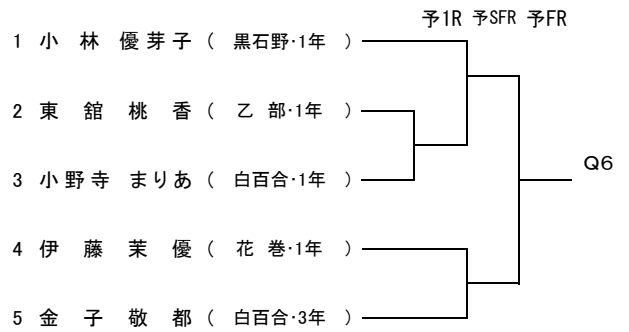 予1R 予SFR 予FR
1 小 林 優芽子 ( 黒石野・1年 )
2 東 舘 桃 香 ( 乙 部・1年 )
3 小野寺 まりあ ( 白百合・1年 )
Q6
4 伊 藤 茉 優 ( 花 巻・1年 )
5 金 子 敬 都 ( 白百合・3年 )